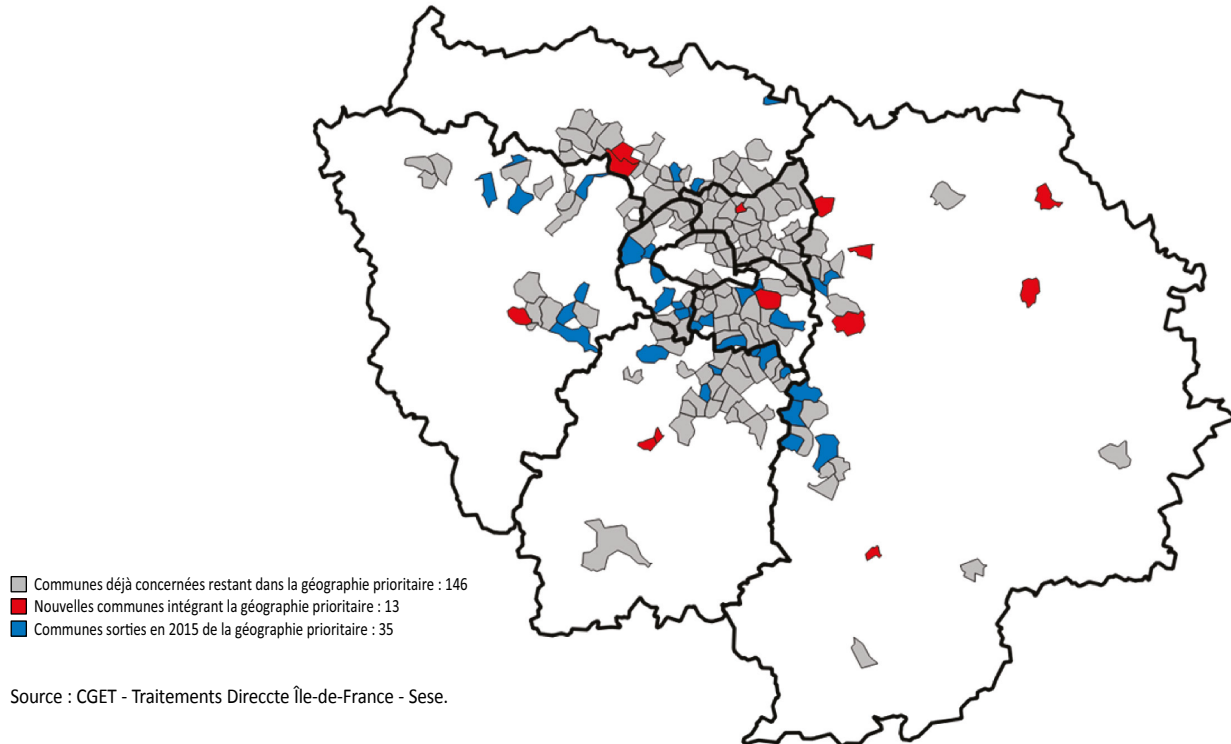 Communes déjà concernées restant dans la géographie prioritaire : 146
Nouvelles communes intégrant la géographie prioritaire : 13
Communes sorties en 2015 de la géographie prioritaire : 35
Source : CGET - Traitements Direccte Île-de-France - Sese.